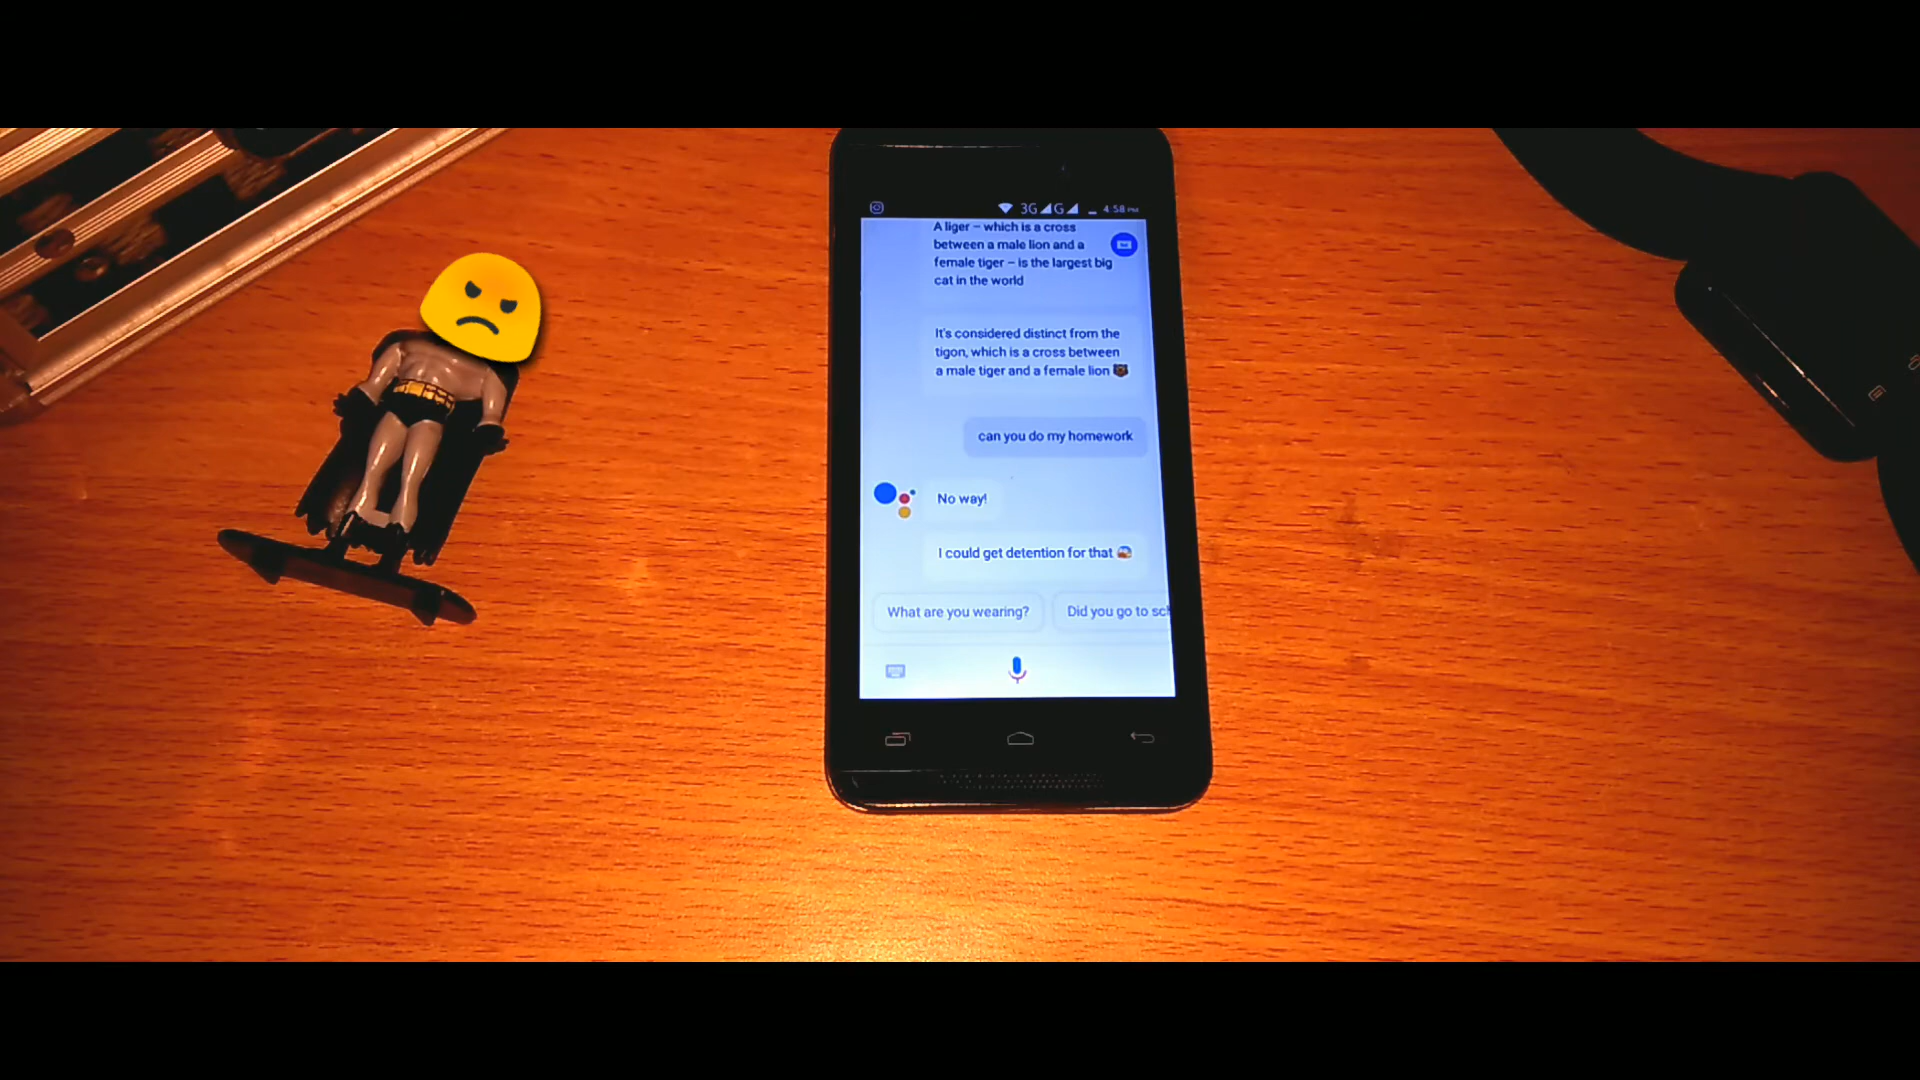 3G G 4:58 PM
A liger – which is a cross
between a male lion and a
female tiger – is the largest big
cat in the world
It's considered distinct from the
tigon, which is a cross between
a male tiger and a female lion
can you do my homework
No way!
I could get detention for that
What are you wearing? Did you go to sch